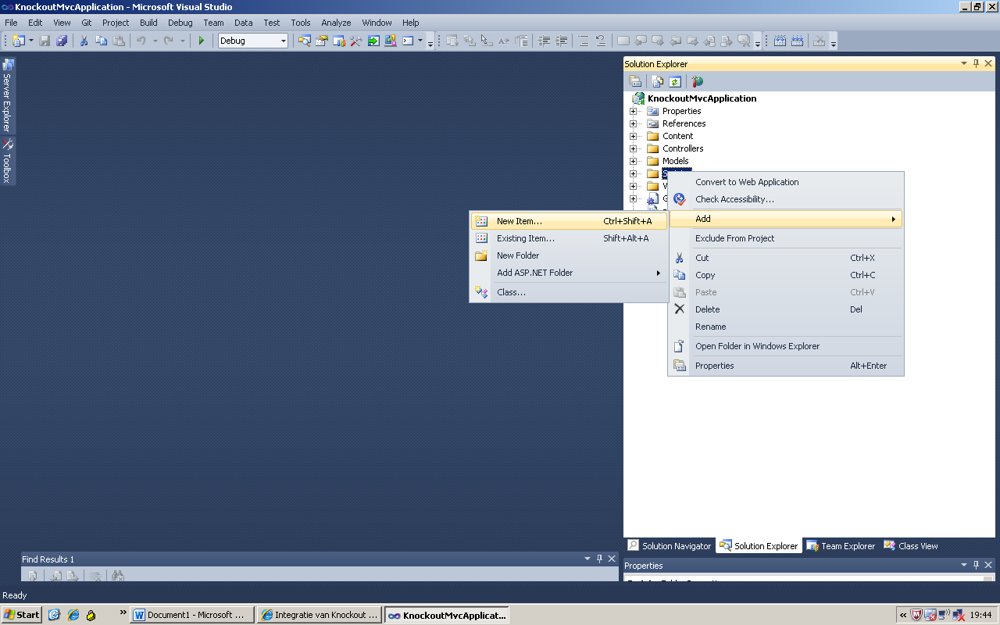 KnockoutMvcApplication - Microsoft Visual Studio
File Edit View Git Project Build Debug Team Data Test Tools Analyze Window Help
Debug
Server Explorer
Toolbox
Solution Explorer
KnockoutMvcApplication
Properties
References
Content
Controllers
Models
Convert to Web Application
Check Accessibility...
Add
Exclude From Project
Cut Ctrl+X
Copy Ctrl+C
Paste Ctrl+V
Delete Del
Rename
Open Folder in Windows Explorer
Properties Alt+Enter
New Item... Ctrl+Shift+A
Existing Item... Shift+Alt+A
New Folder
Add ASP.NET Folder
Class...
Solution Navigator Solution Explorer Team Explorer Class View
Find Results 1
Properties
Ready
Start Document1 - Microsoft ... Integratie van Knockout ... KnockoutMvcApplicat... 19:44